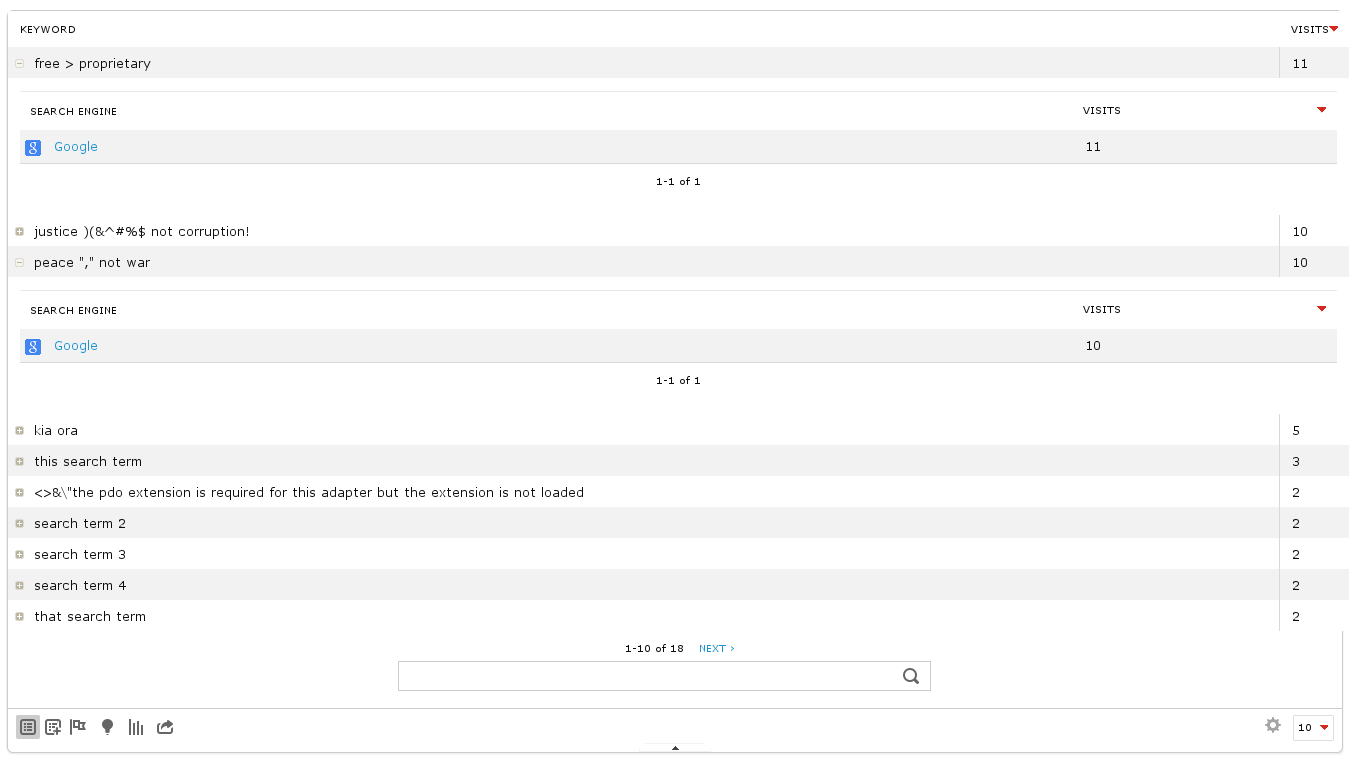 KEYWORD VISITS
free > proprietary 11
SEARCH ENGINE VISITS
Google 11
1-1 of 1
justice )(&^#%$ not corruption! 10
peace "," not war 10
SEARCH ENGINE VISITS
Google 10
1-1 of 1
kia ora 5
this search term 3
<>&\"the pdo extension is required for this adapter but the extension is not loaded 2
search term 2 2
search term 3 2
search term 4 2
that search term 2
1-10 of 18 NEXT ›
10